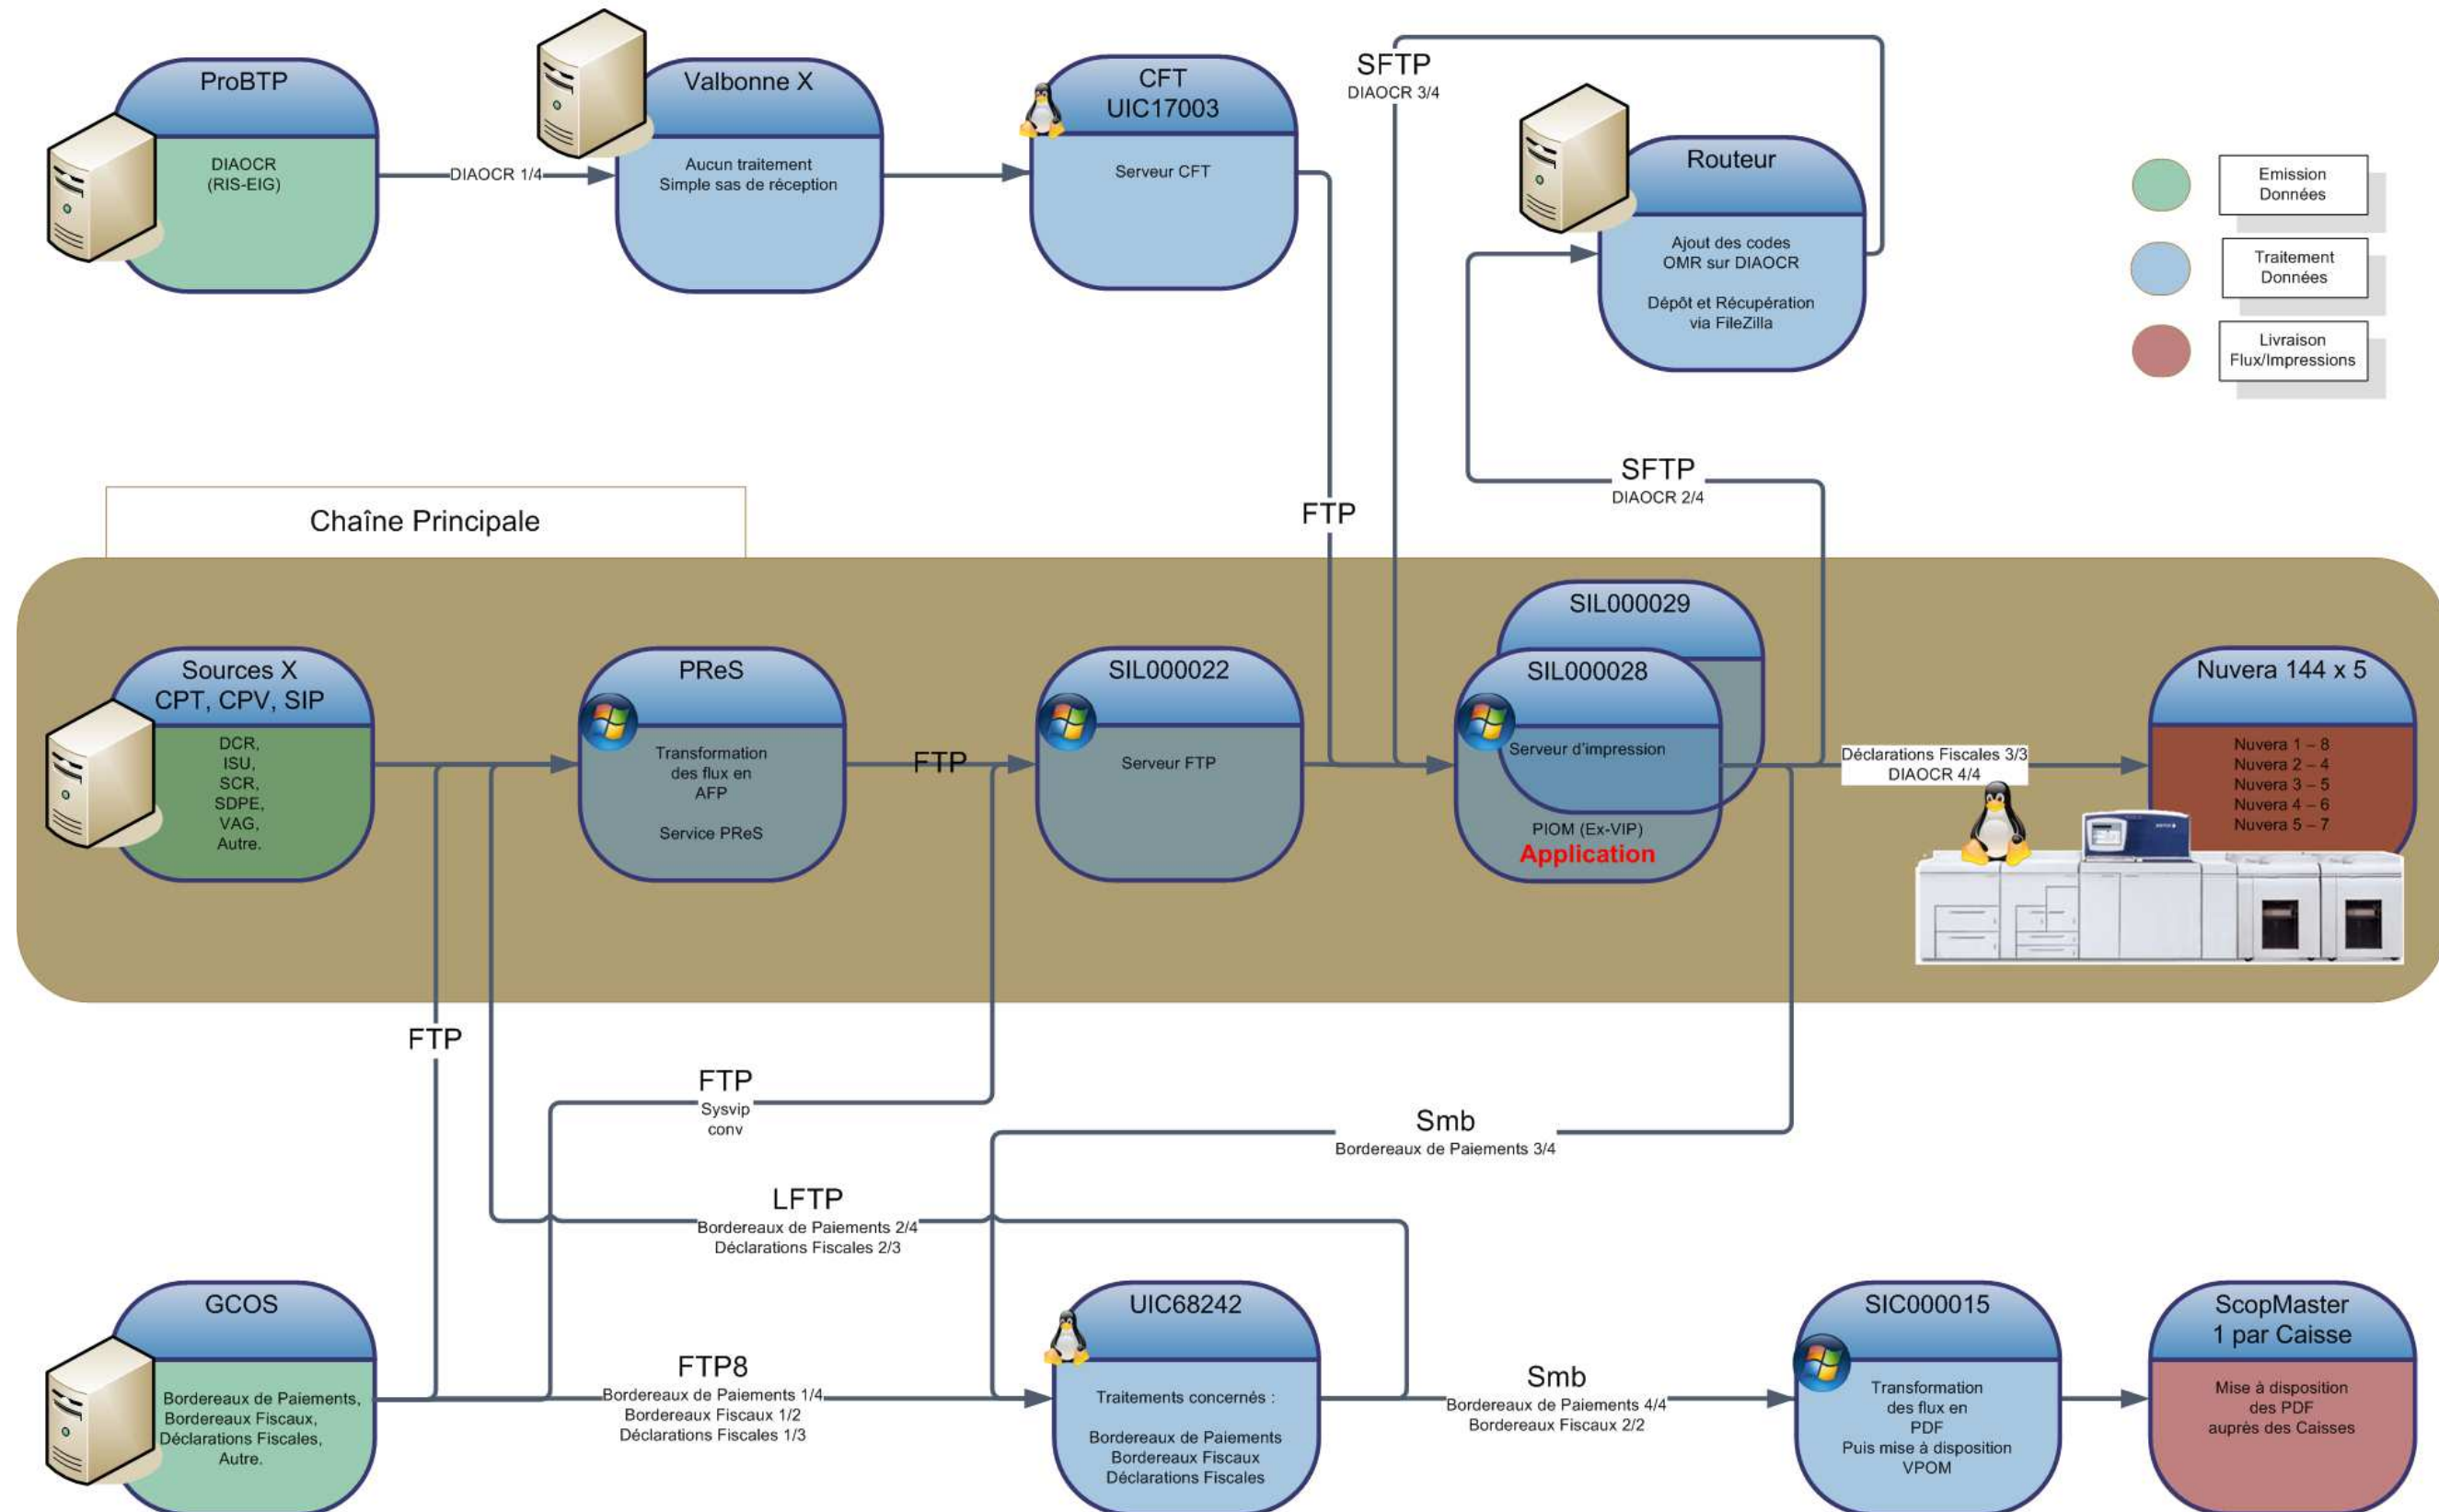 ProBTP
DIAOCR
(RIS-EIG)
DIAOCR 1/4
Valbonne X
Aucun traitement
Simple sas de réception
CFT
UIC17003
Serveur CFT
SFTP
DIAOCR 3/4
Routeur
Ajout des codes
OMR sur DIAOCR
Dépôt et Récupération
via FileZilla
Emission
Données
Traitement
Données
Livraison
Flux/Impressions
SFTP
DIAOCR 2/4
FTP
Chaîne Principale
Sources X
CPT, CPV, SIP
DCR,
ISU,
SCR,
SDPE,
VAG,
Autre.
PReS
Transformation
des flux en
AFP
Service PReS
FTP
SIL000022
Serveur FTP
SIL000029
SIL000028
Serveur d'impression
PIOM (Ex-VIP)
Application
Déclarations Fiscales 3/3
DIAOCR 4/4
Nuvera 144 x 5
Nuvera 1 – 8
Nuvera 2 – 4
Nuvera 3 – 5
Nuvera 4 – 6
Nuvera 5 – 7
FTP
FTP
Sysvip
conv
Smb
Bordereaux de Paiements 3/4
LFTP
Bordereaux de Paiements 2/4
Déclarations Fiscales 2/3
GCOS
Bordereaux de Paiements,
Bordereaux Fiscaux,
Déclarations Fiscales,
Autre.
FTP8
Bordereaux de Paiements 1/4
Bordereaux Fiscaux 1/2
Déclarations Fiscales 1/3
UIC68242
Traitements concernés :
Bordereaux de Paiements
Bordereaux Fiscaux
Déclarations Fiscales
Smb
Bordereaux de Paiements 4/4
Bordereaux Fiscaux 2/2
SIC000015
Transformation
des flux en
PDF
Puis mise à disposition
VPOM
ScopMaster
1 par Caisse
Mise à disposition
des PDF
auprès des Caisses